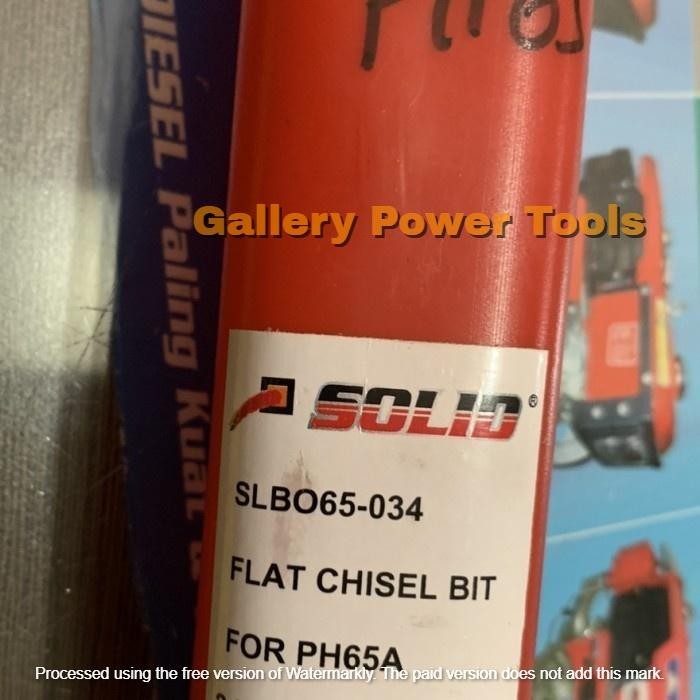 PH65
DIESEL Paling Kuat &
Gallery Power Tools
SOLID®
SLBO65-034
FLAT CHISEL BIT
FOR PH65A
Processed using the free version of Watermarkly. The paid version does not add this mark.